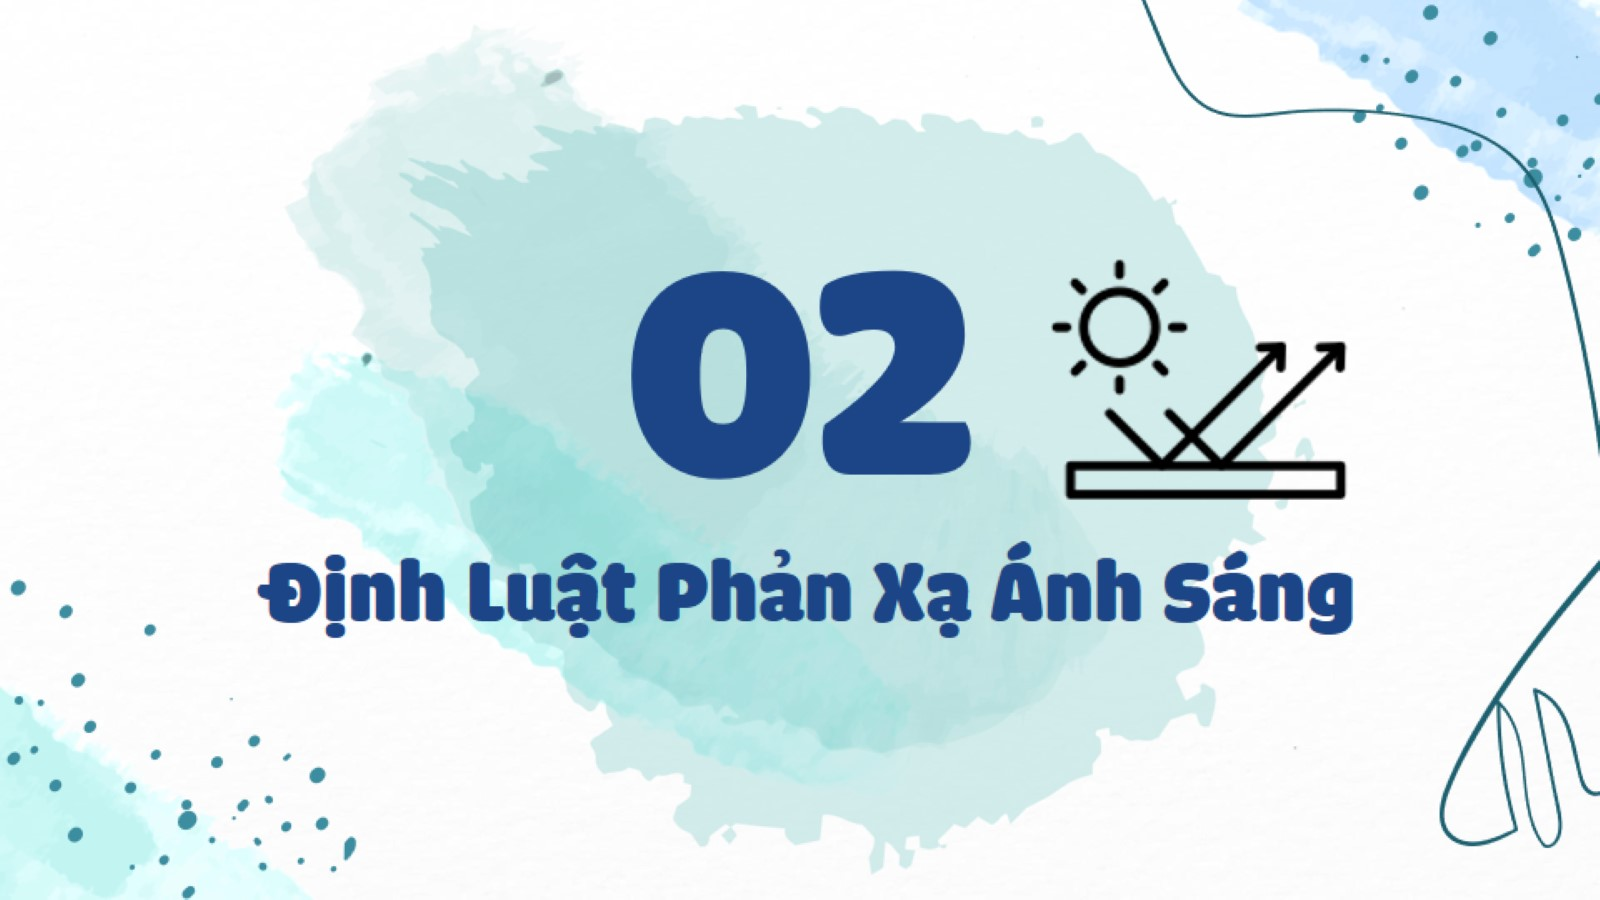 02
Định Luật Phản Xạ Ánh Sáng